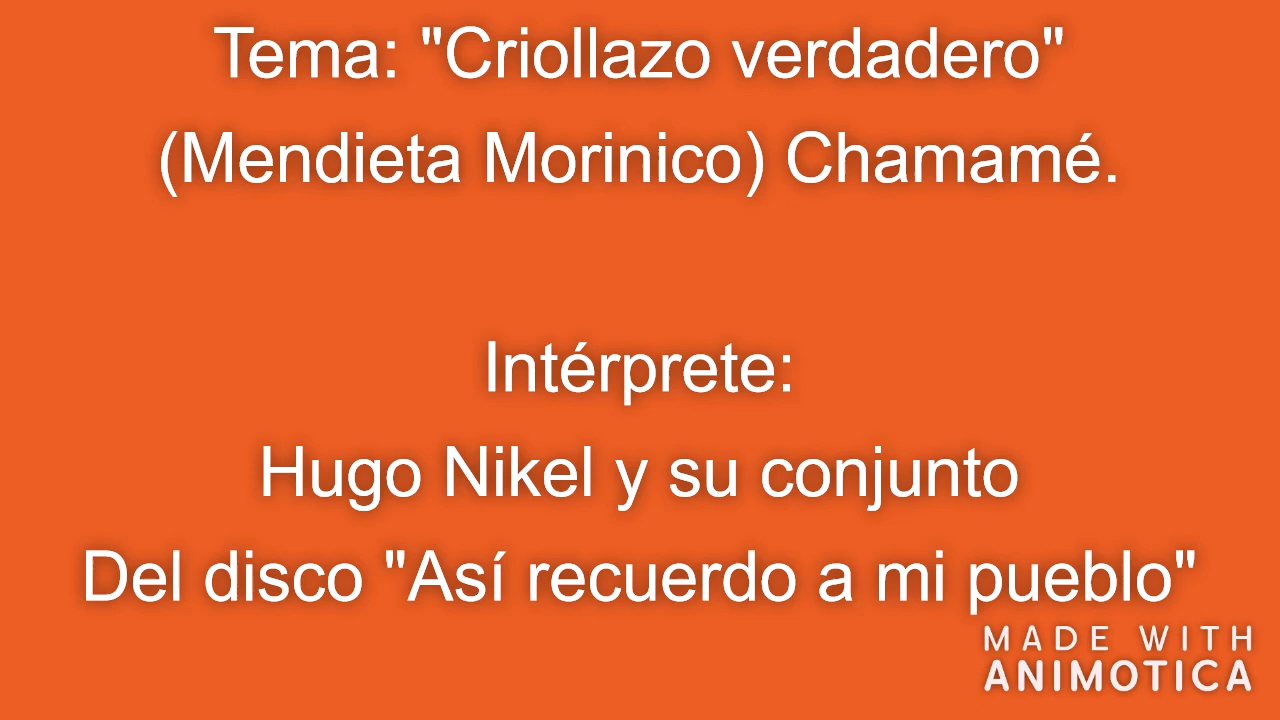 Tema: "Criollazo verdadero"
(Mendieta Morinico) Chamamé.
Intérprete:
Hugo Nikel y su conjunto
Del disco "Así recuerdo a mi pueblo"
MADE WITH
ANIMOTICA